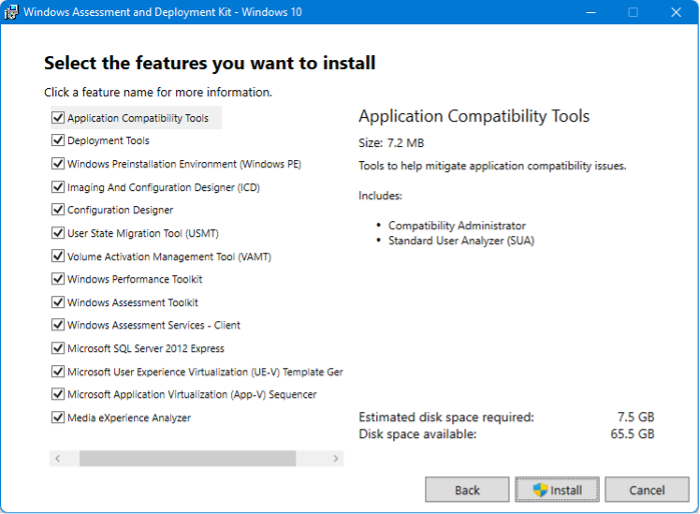 Windows Assessment and Deployment Kit - Windows 10
Select the features you want to install
Click a feature name for more information.
Application Compatibility Tools
Deployment Tools
Windows Preinstallation Environment (Windows PE)
Imaging And Configuration Designer (ICD)
Configuration Designer
User State Migration Tool (USMT)
Volume Activation Management Tool (VAMT)
Windows Performance Toolkit
Windows Assessment Toolkit
Windows Assessment Services - Client
Microsoft SQL Server 2012 Express
Microsoft User Experience Virtualization (UE-V) Template Ger
Microsoft Application Virtualization (App-V) Sequencer
Media eXperience Analyzer
Application Compatibility Tools
Size: 7.2 MB
Tools to help mitigate application compatibility issues.
Includes:
• Compatibility Administrator
• Standard User Analyzer (SUA)
Estimated disk space required: 7.5 GB
Disk space available: 65.5 GB
Back Install Cancel